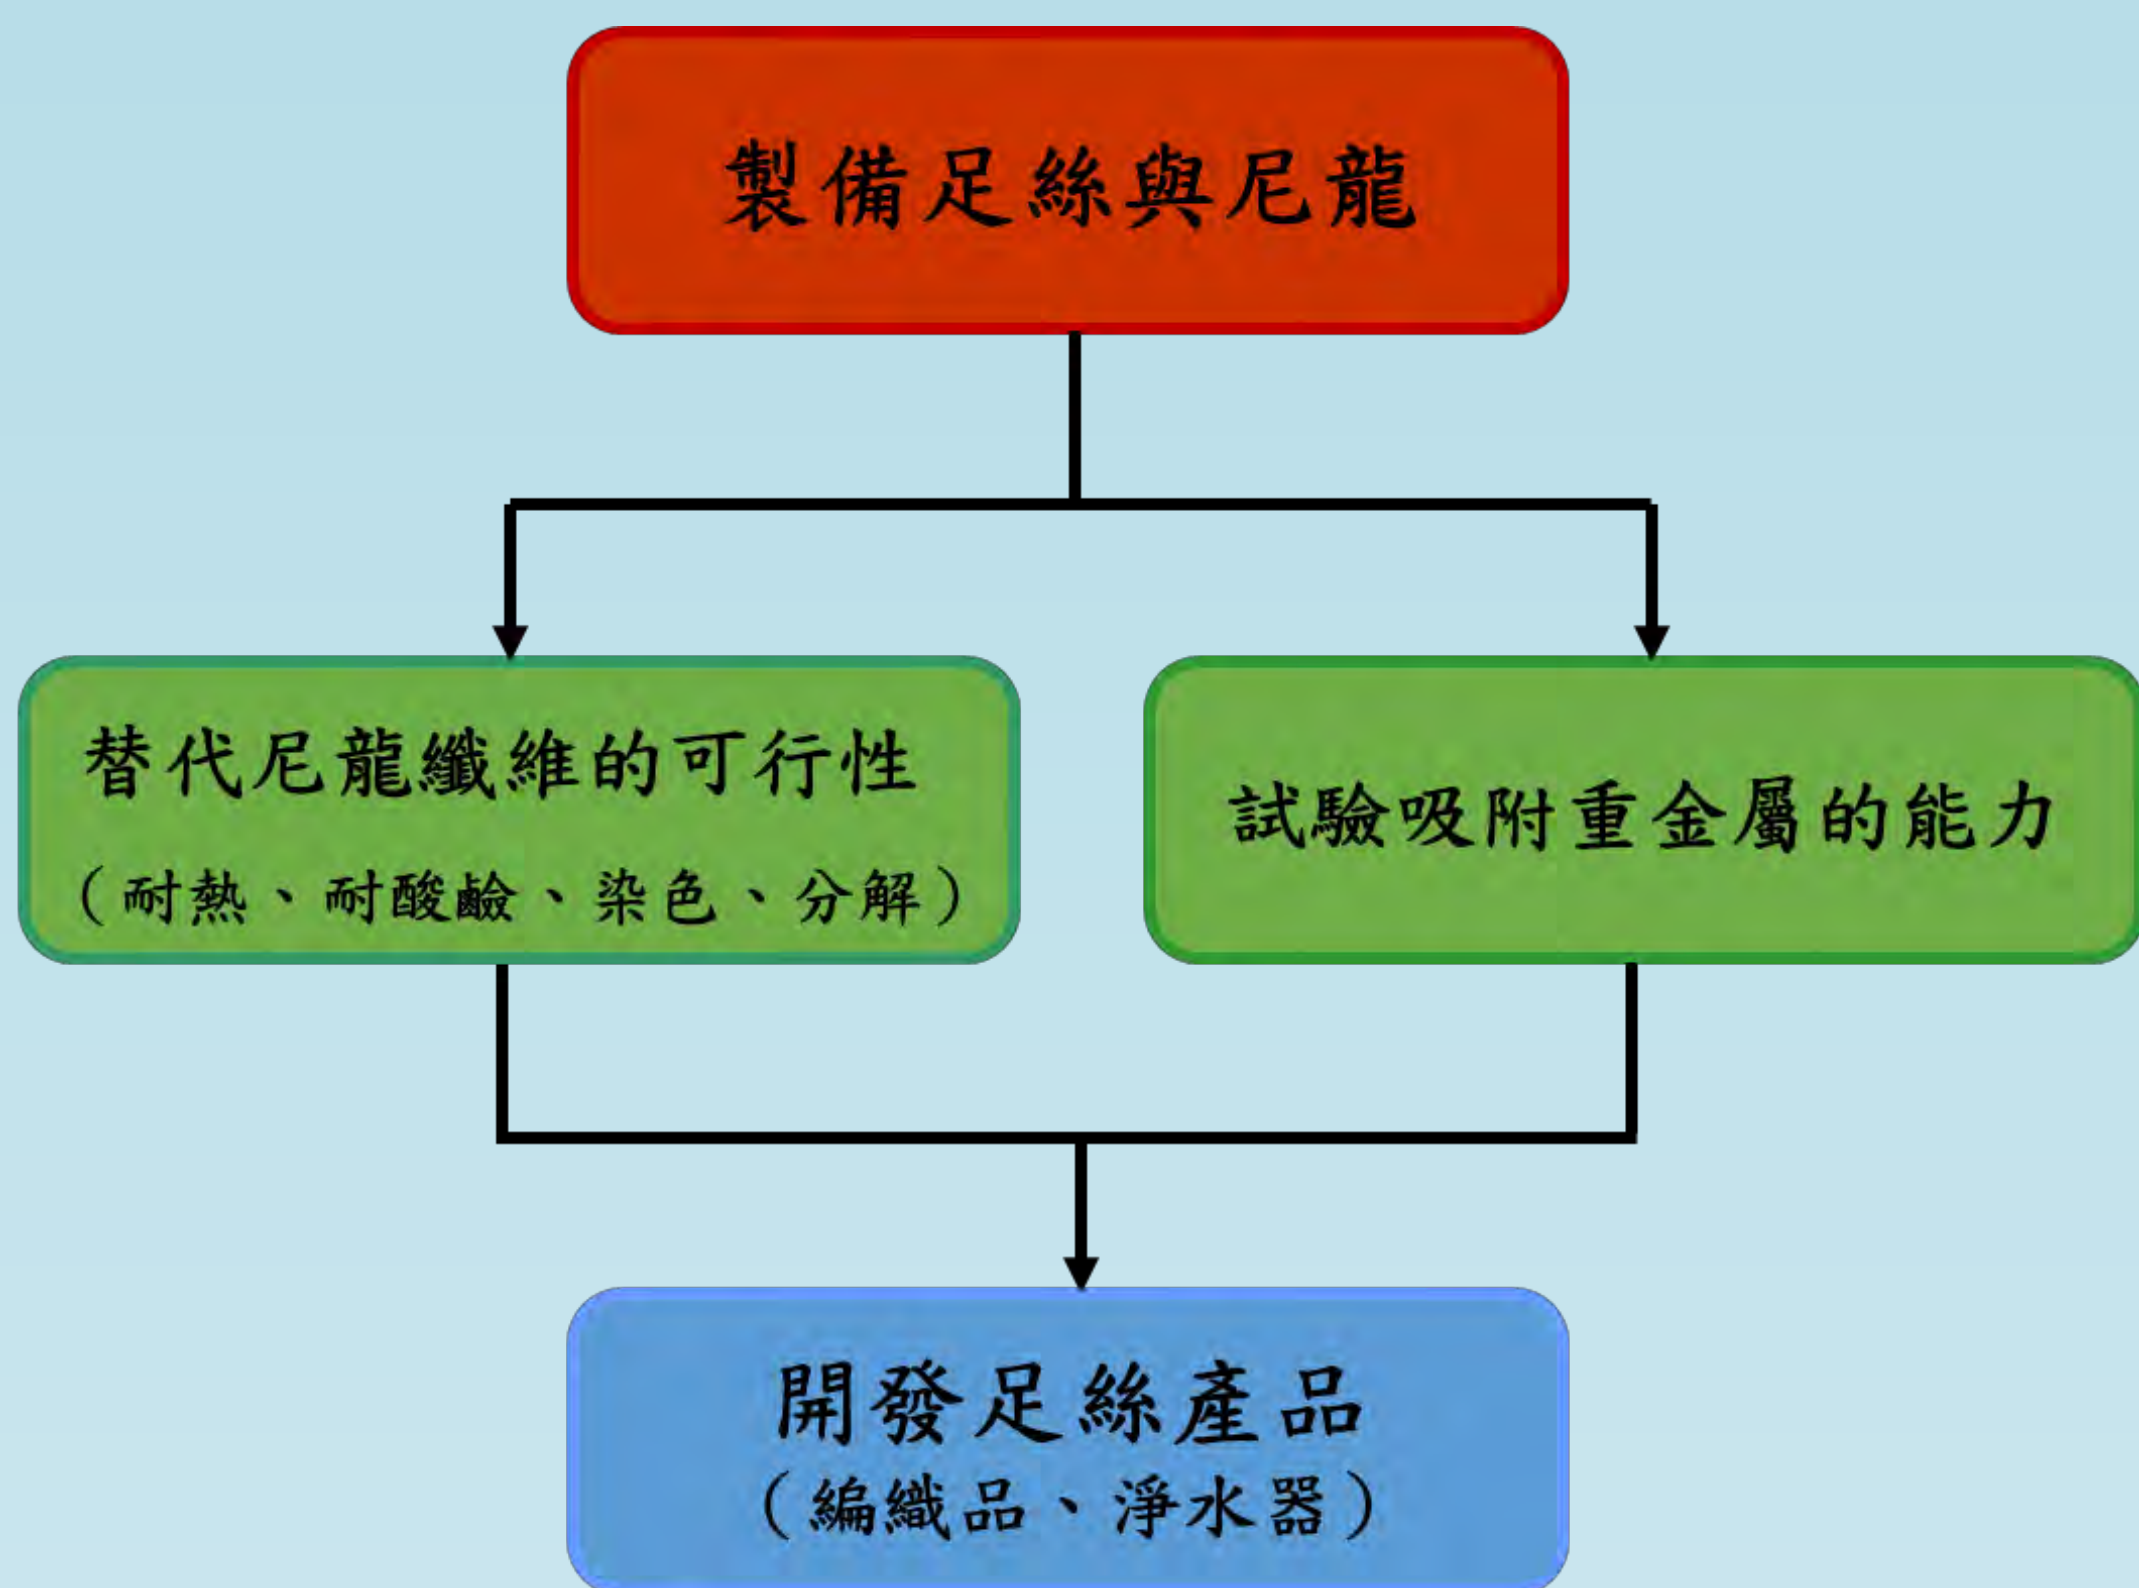 製備足絲與尼龍
替代尼龍纖維的可行性
（耐熱、耐酸鹼、染色、分解）
試驗吸附重金屬的能力
開發足絲產品
（編織品、淨水器）